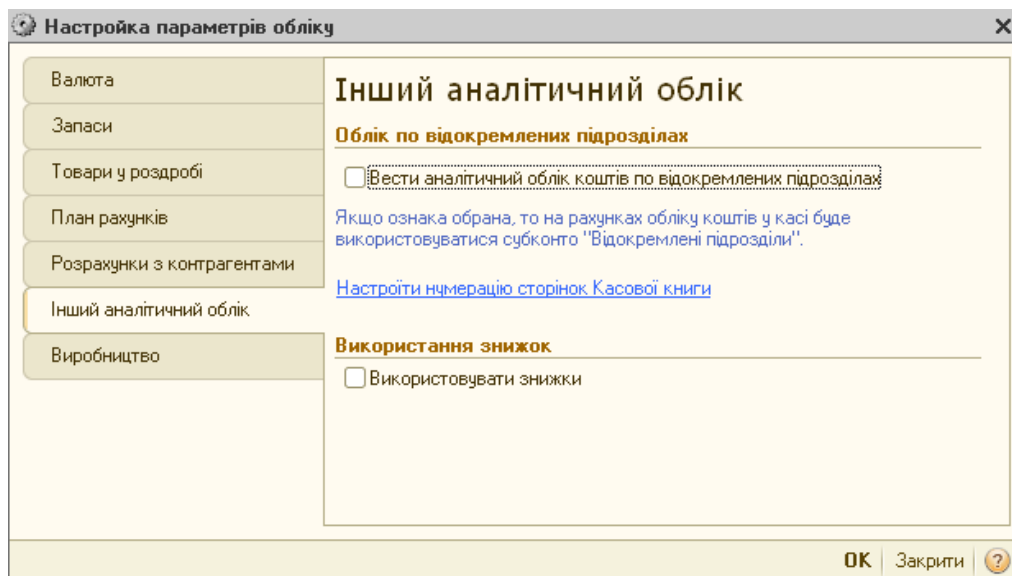 Настройка параметрів обліку
Валюта
Запаси
Товари у роздробі
План рахунків
Розрахунки з контрагентами
Інший аналітичний облік
Виробництво
Інший аналітичний облік
Облік по відокремлених підрозділах
Вести аналітичний облік коштів по відокремлених підрозділах
Якщо ознака обрана, то на рахунках обліку коштів у касі буде
використовуватися субконто "Відокремлені підрозділи".
Настроїти нумерацію сторінок Касової книги
Використання знижок
Використовувати знижки
ОК Закрити ?